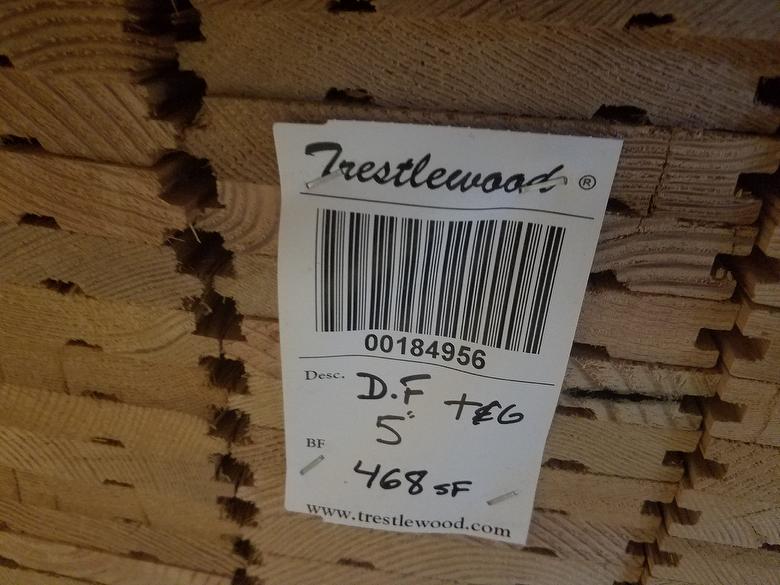 Trestlewood ®
00184956
Desc. D.F T&G
5"
BF
468 SF
www.trestlewood.com